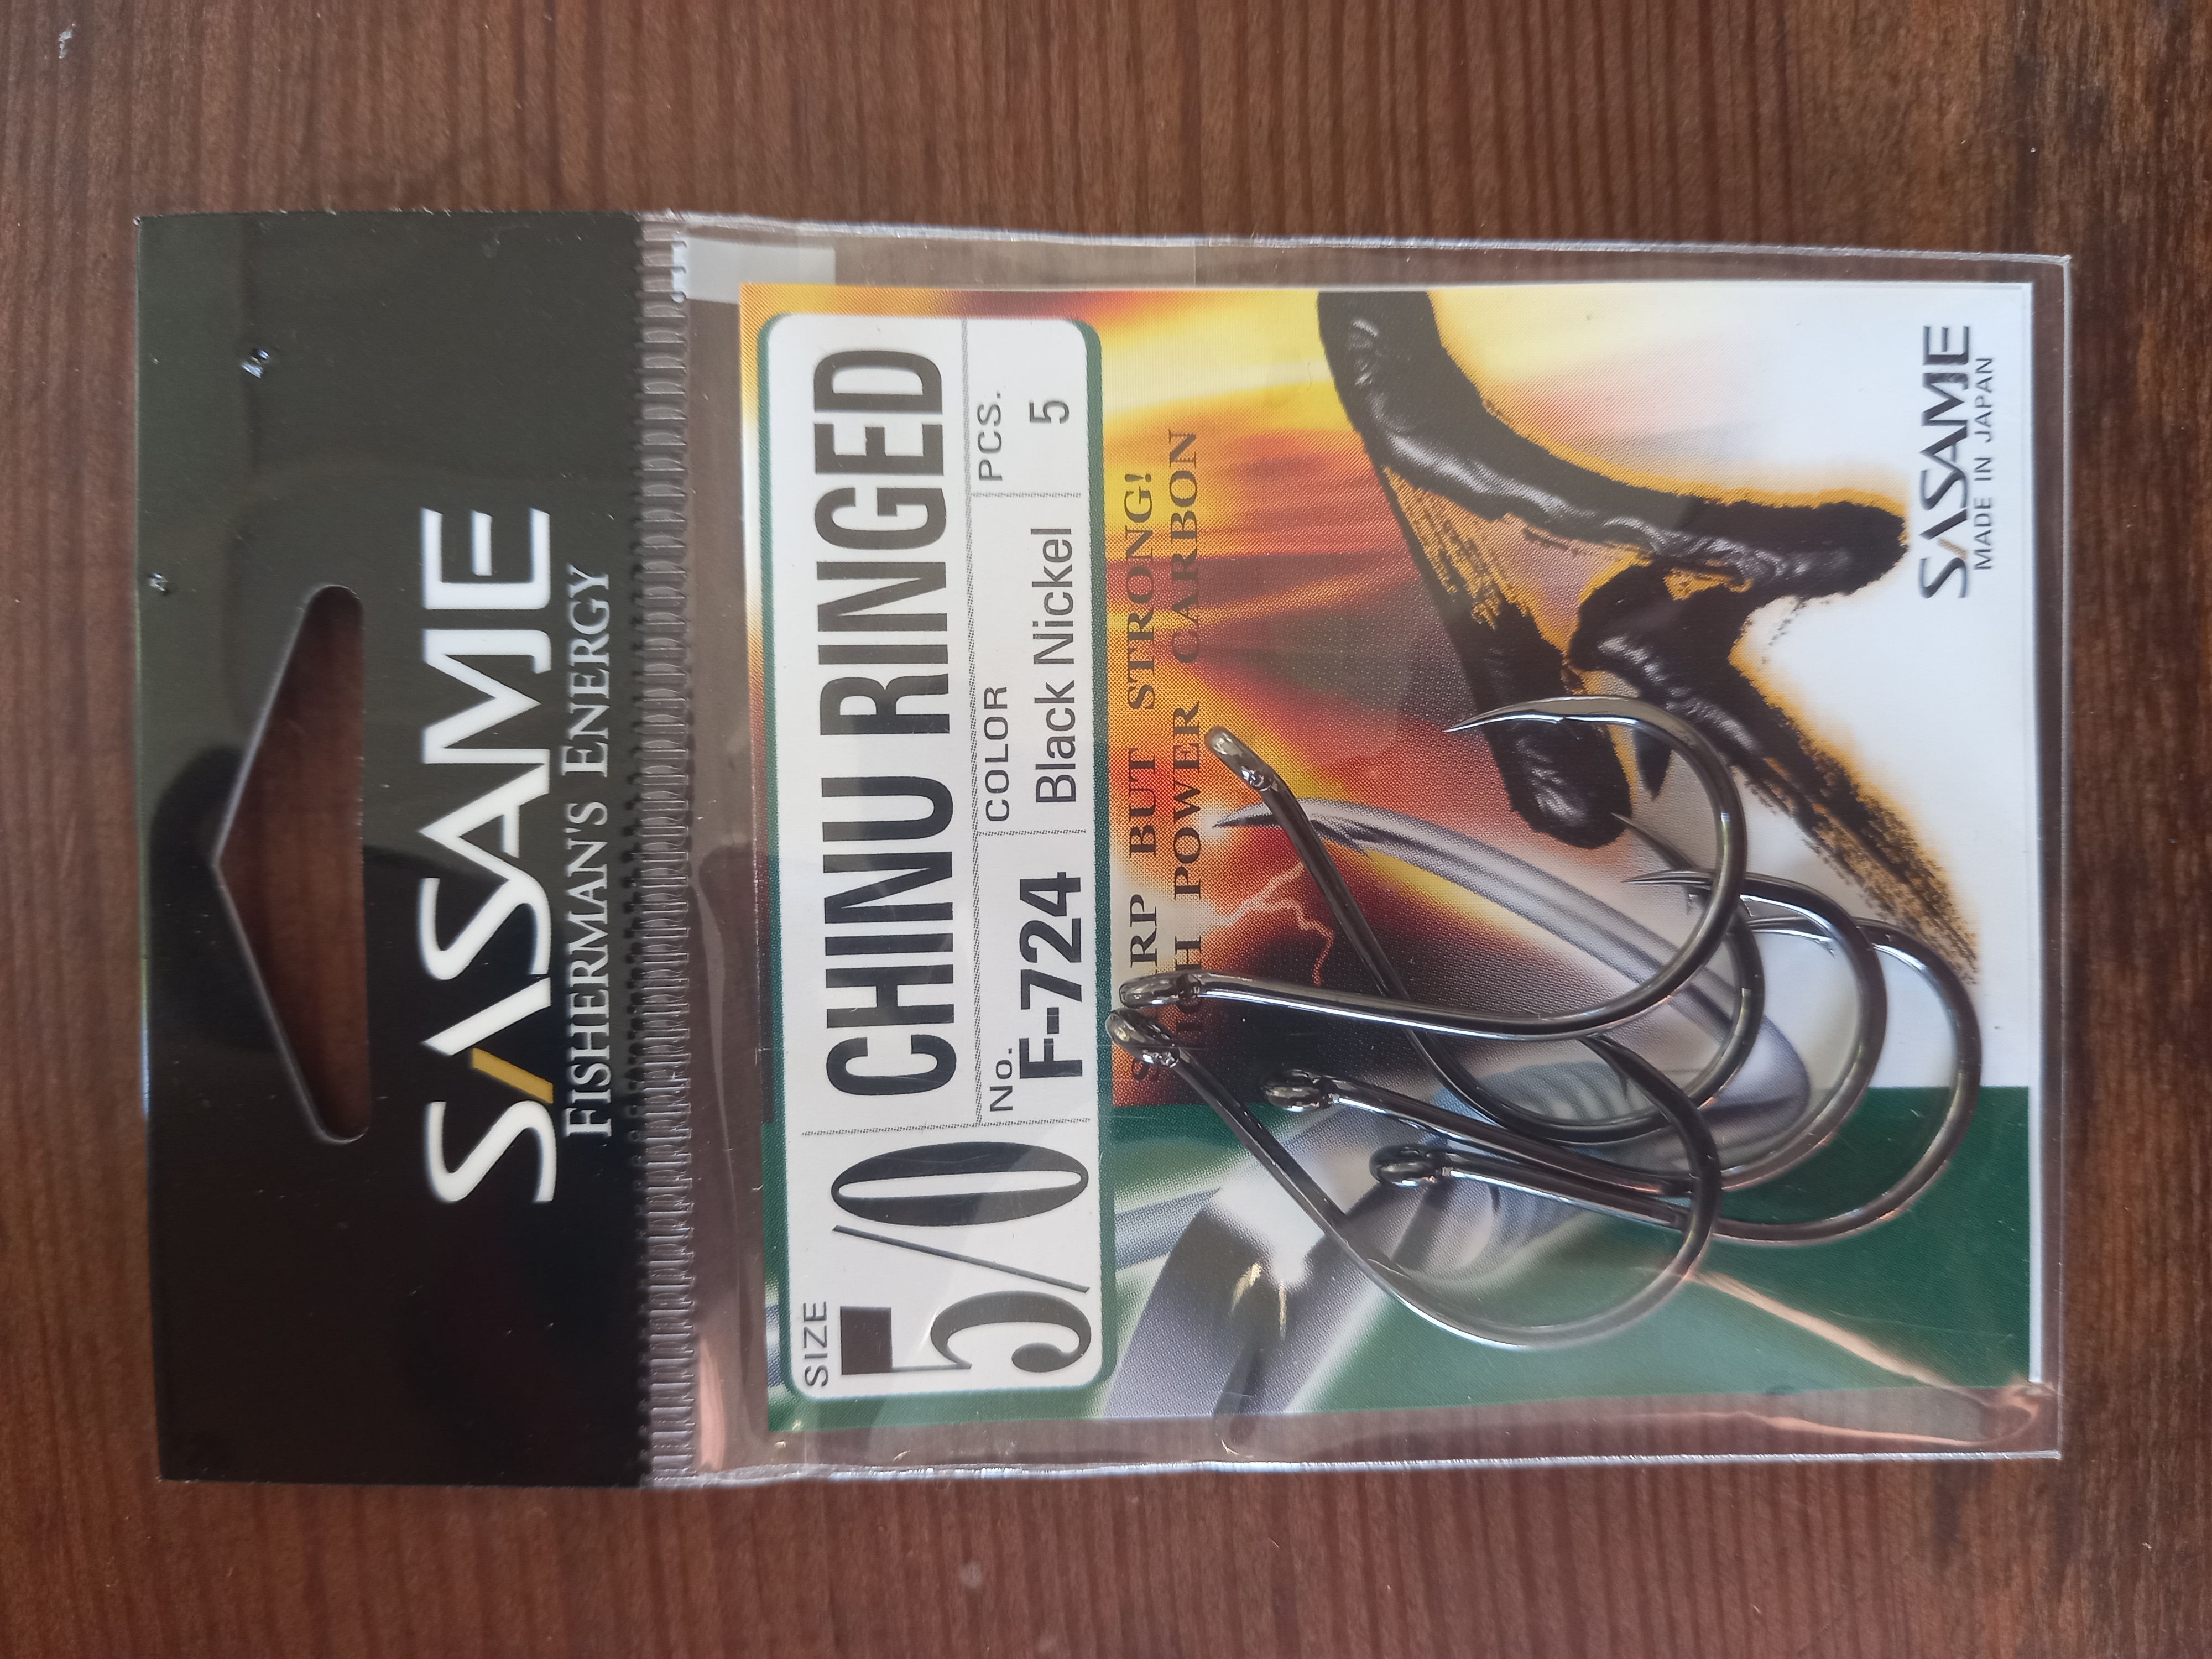 SASAME
FISHERMAN'S ENERGY
SIZE
5/0
CHINU RINGED
No.
F-724
COLOR
Black Nickel
PCS.
5
BUT STRONG!
POWER CARBON
SASAME
MADE IN JAPAN